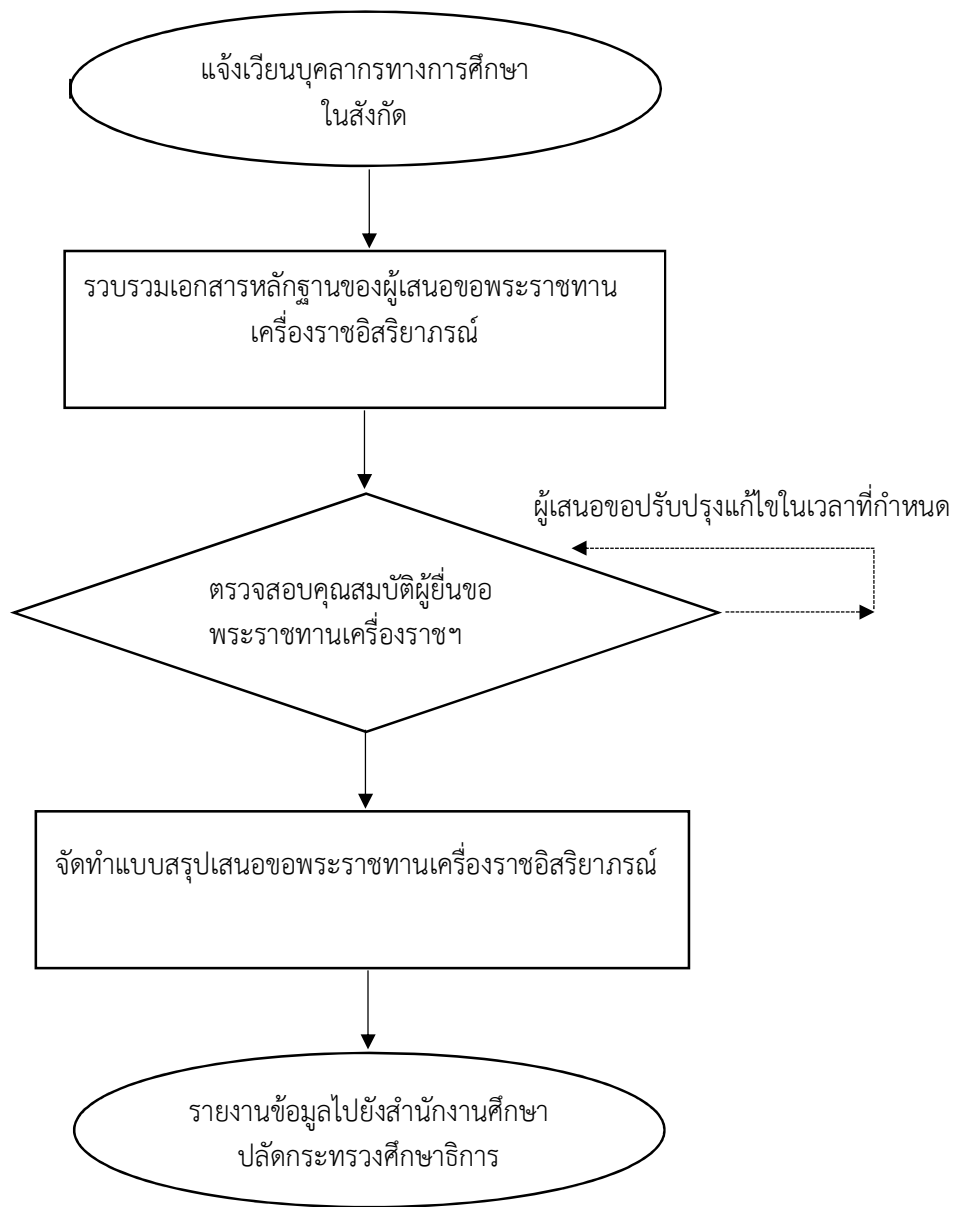 แจ้งเวียนบุคลากรทางการศึกษา
ในสังกัด
รวบรวมเอกสารหลักฐานของผู้เสนอขอพระราชทาน
เครื่องราชอิสริยาภรณ์
ผู้เสนอขอปรับปรุงแก้ไขในเวลาที่กำหนด
ตรวจสอบคุณสมบัติผู้ยื่นขอ
พระราชทานเครื่องราชฯ
จัดทำแบบสรุปเสนอขอพระราชทานเครื่องราชอิสริยาภรณ์
รายงานข้อมูลไปยังสำนักงานศึกษา
ปลัดกระทรวงศึกษาธิการ